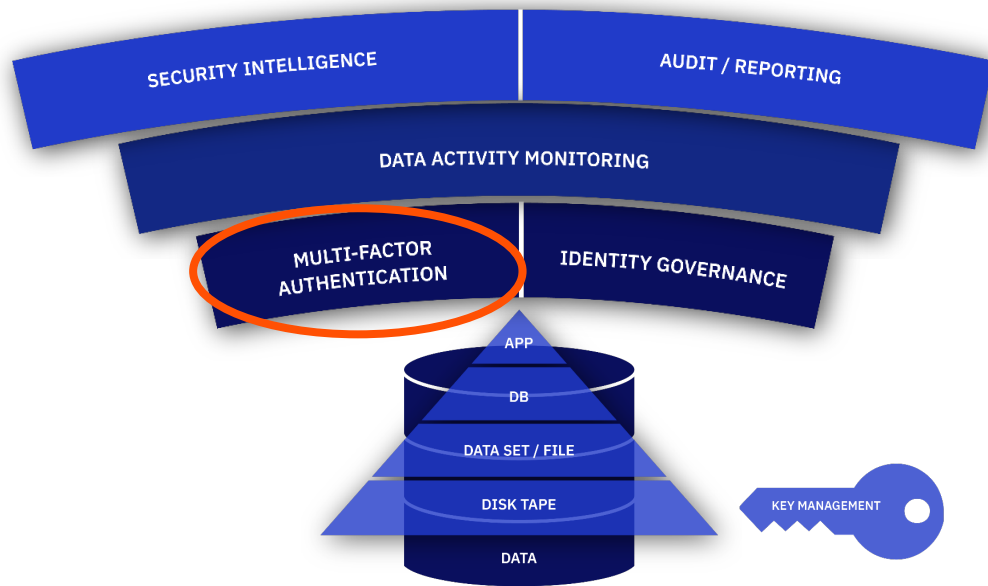 SECURITY INTELLIGENCE
AUDIT / REPORTING
DATA ACTIVITY MONITORING
MULTI-FACTOR
AUTHENTICATION
IDENTITY GOVERNANCE
APP
DB
DATA SET / FILE
DISK TAPE
DATA
KEY MANAGEMENT